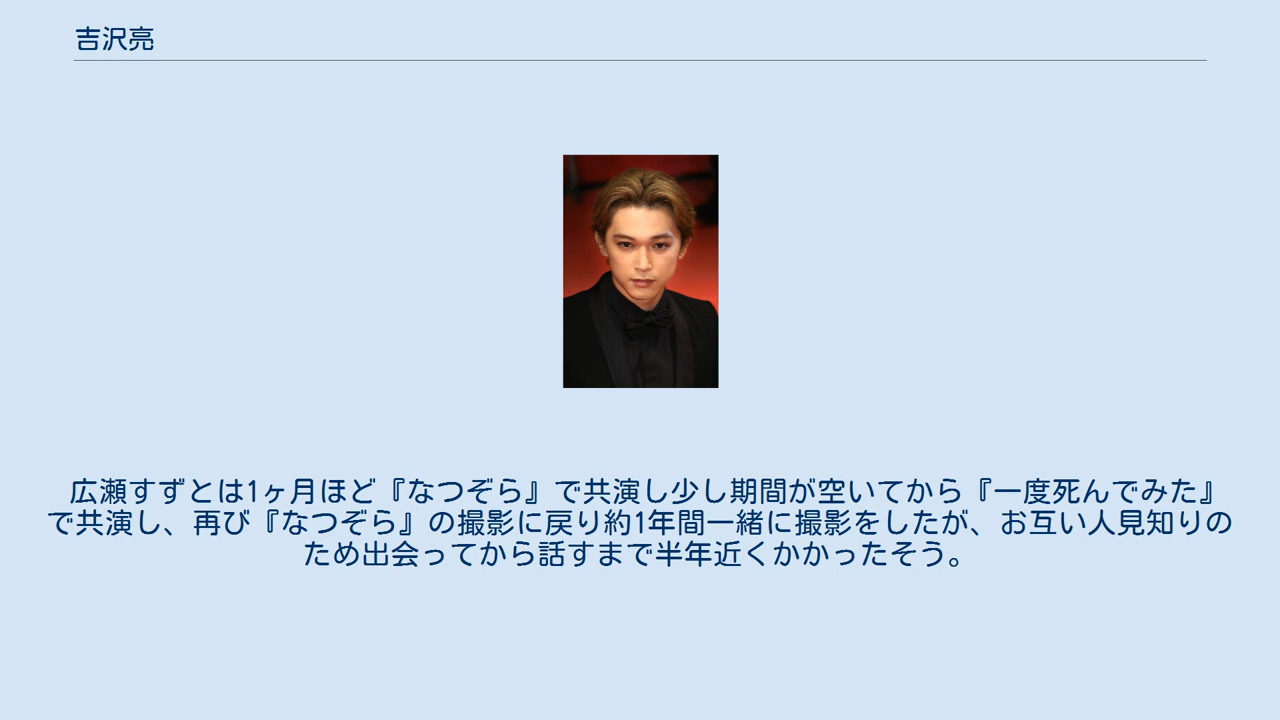 吉沢亮
広瀬すずとは1ヶ月ほど『なつぞら』で共演し少し期間が空いてから『一度死んでみた』
で共演し、再び『なつぞら』の撮影に戻り約1年間一緒に撮影をしたが、お互い人見知りの
ため出会ってから話すまで半年近くかかったそう。